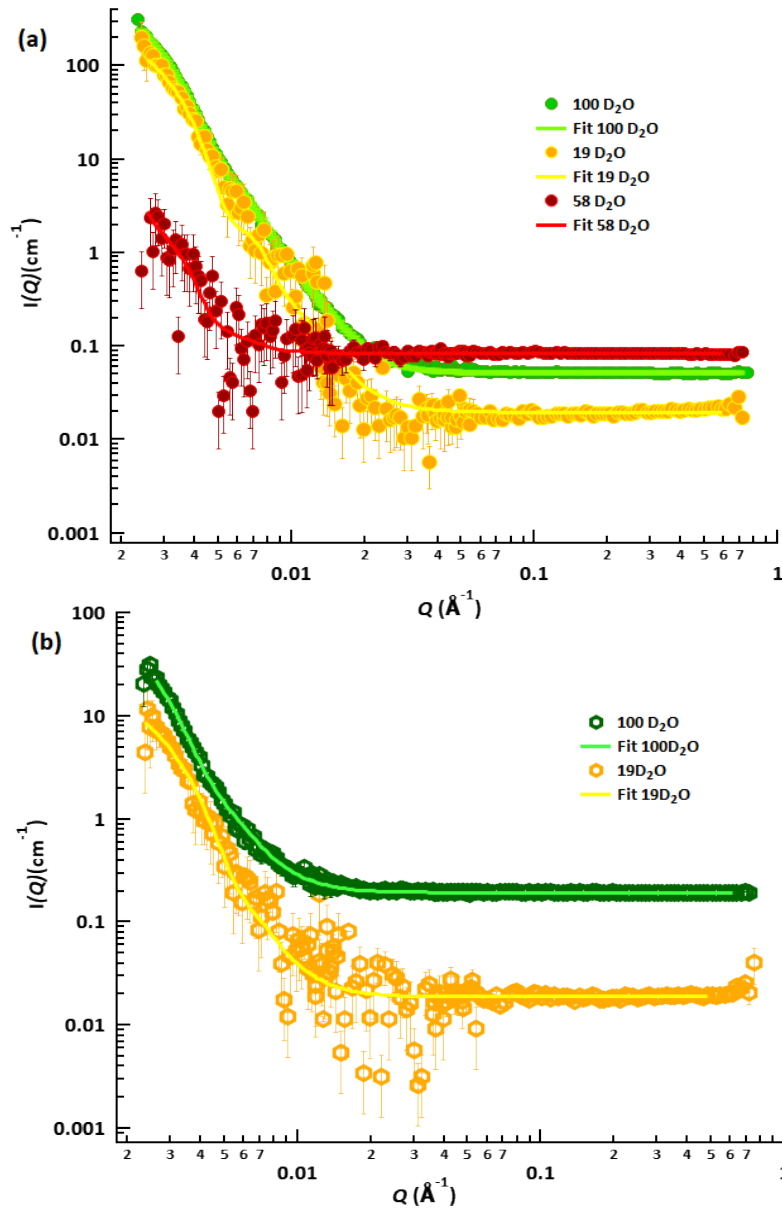 (a)
100
10
1
0.1
0.01
0.001
I(Q)(cm⁻¹)
100 D₂O
Fit 100 D₂O
19 D₂O
Fit 19 D₂O
58 D₂O
Fit 58 D₂O
2 3 4 5 6 7 2 3 4 5 6 7 2 3 4 5 6 7
0.01 0.1 1
Q (Å⁻¹)
(b)
100
10
1
0.1
0.01
0.001
I(Q)(cm⁻¹)
100 D₂O
Fit 100D₂O
19D₂O
Fit 19D₂O
2 3 4 5 6 7 2 3 4 5 6 7 2 3 4 5 6 7
0.01 0.1
Q (Å⁻¹)